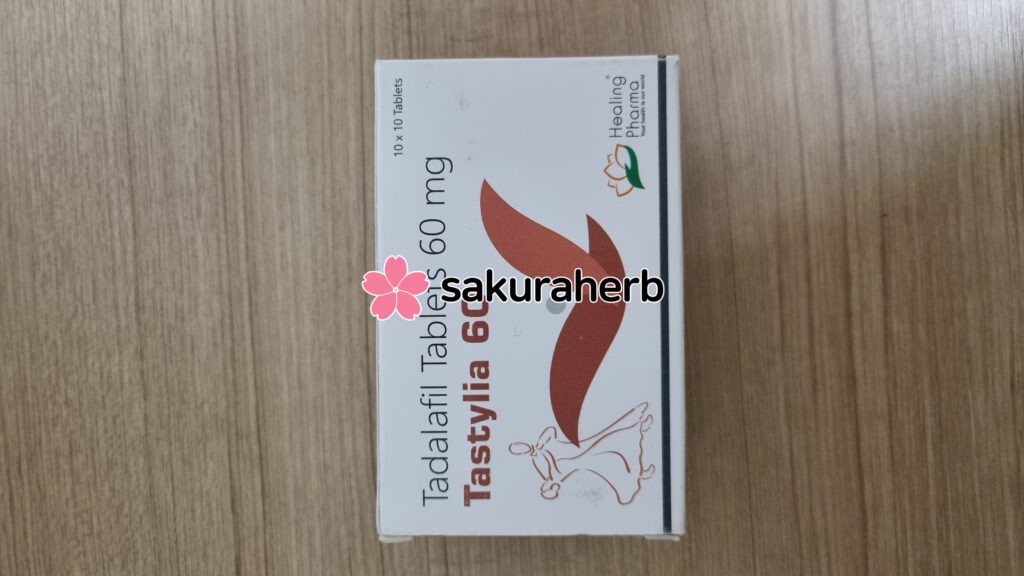 10 x 10 Tablets
Tadalafil Tablets 60 mg
Tastylia 60
Healing
Pharma
sakuraherb